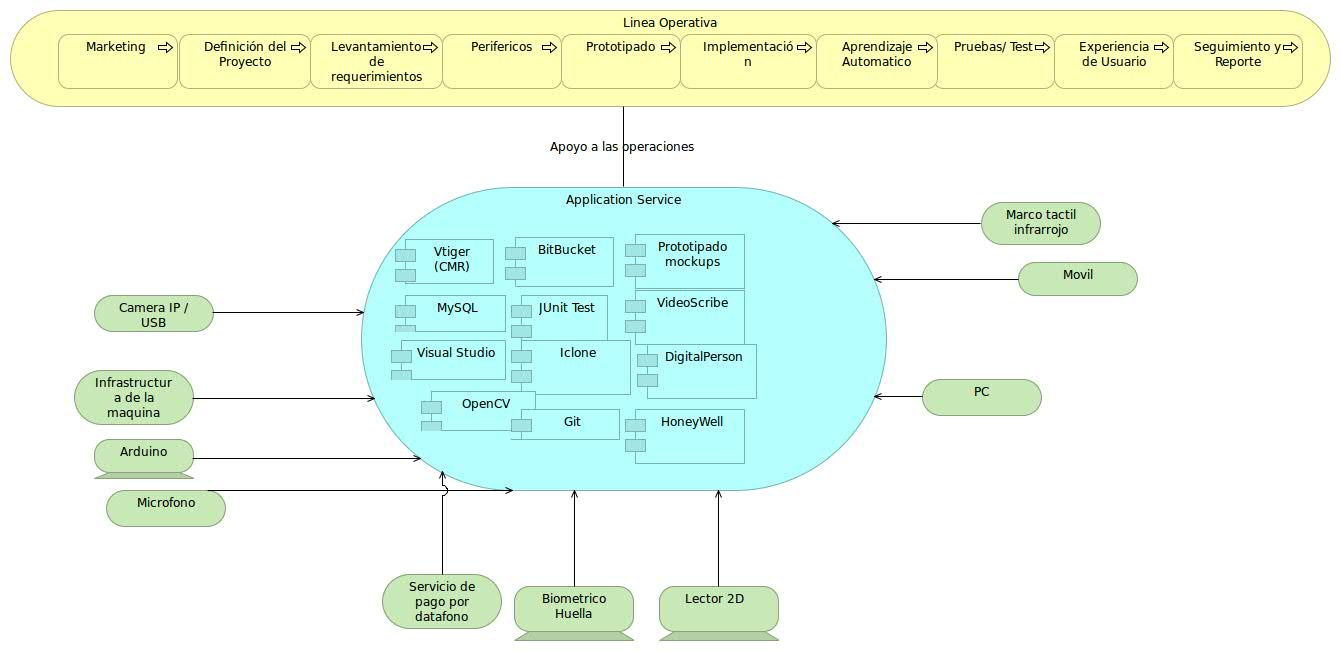 Linea Operativa
Marketing
Definición del
Proyecto
Levantamiento
de
requerimientos
Perifericos
Prototipado
Implementació
n
Aprendizaje
Automatico
Pruebas/ Test
Experiencia
de Usuario
Seguimiento y
Reporte
Apoyo a las operaciones
Application Service
Vtiger
(CMR)
BitBucket
Prototipado
mockups
MySQL
JUnit Test
VideoScribe
Visual Studio
Iclone
DigitalPerson
OpenCV
Git
HoneyWell
Marco tactil
infrarrojo
Movil
PC
Camera IP /
USB
Infrastructur
a de la
maquina
Arduino
Microfono
Servicio de
pago por
datafono
Biometrico
Huella
Lector 2D